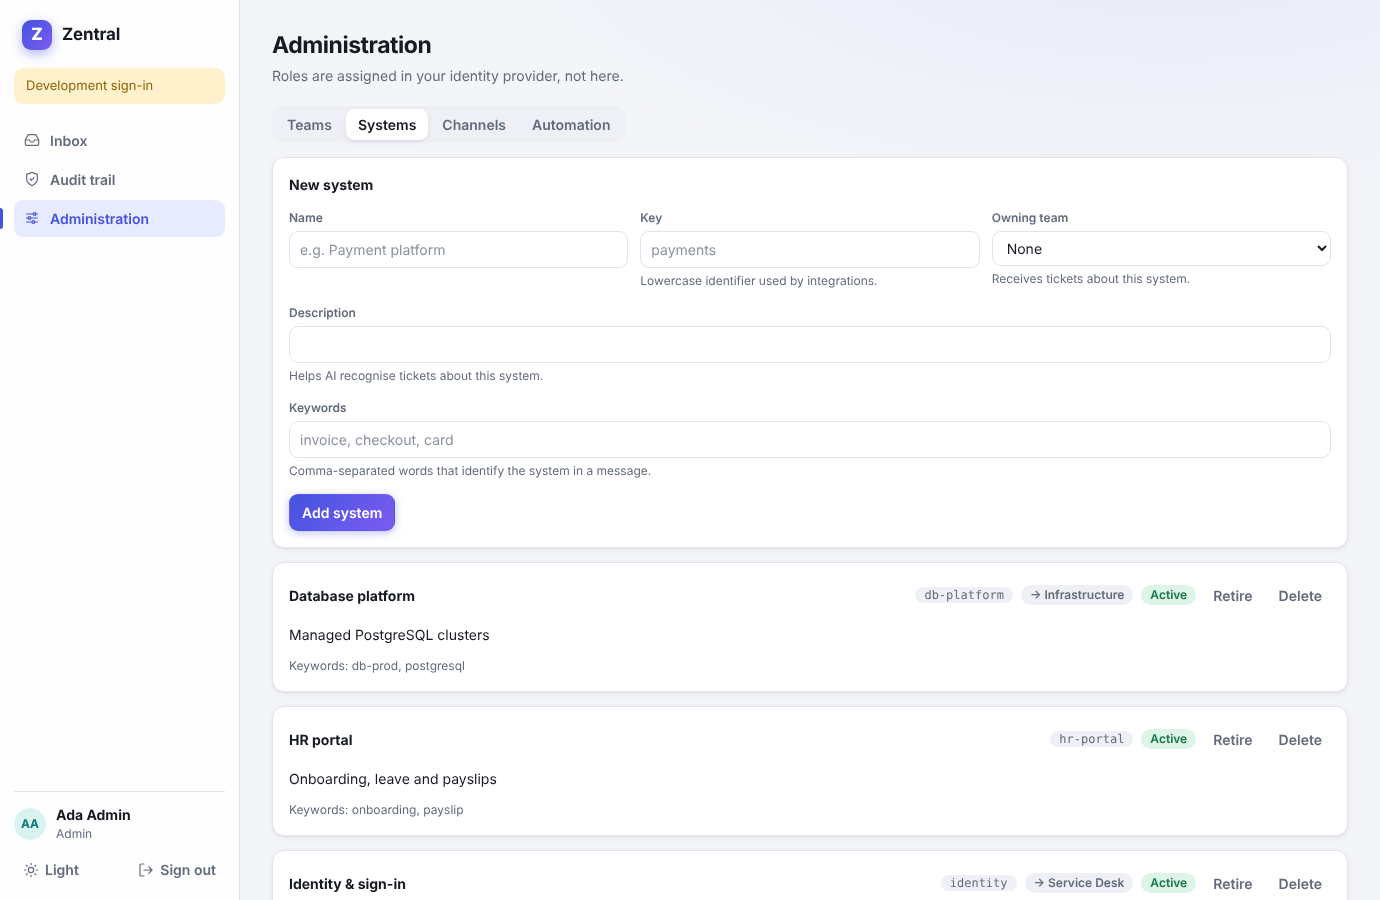 Z Zentral
Development sign-in
Inbox
Audit trail
Administration
Administration
Roles are assigned in your identity provider, not here.
Teams Systems Channels Automation
New system
Name Key Owning team
e.g. Payment platform payments None
Lowercase identifier used by integrations. Receives tickets about this system.
Description
Helps AI recognise tickets about this system.
Keywords
invoice, checkout, card
Comma-separated words that identify the system in a message.
Add system
Database platform db-platform → Infrastructure Active Retire Delete
Managed PostgreSQL clusters
Keywords: db-prod, postgresql
HR portal hr-portal Active Retire Delete
Onboarding, leave and payslips
Keywords: onboarding, payslip
Identity & sign-in identity → Service Desk Active Retire Delete
AA Ada Admin
Admin
Light Sign out